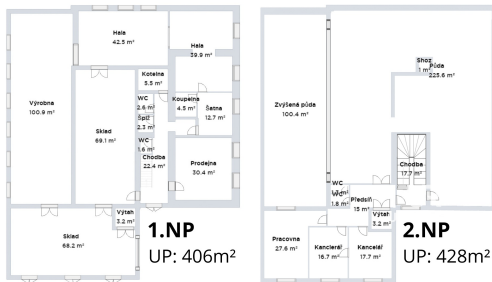 Hala
42.5 m²
Hala
39.9 m²
Kotelna
5.5 m²
Výrobna
100.9 m²
WC
2.6 m²
Koupelna
4.5 m²
Šatna
12.7 m²
Spíž
2.3 m²
Sklad
69.1 m²
WC
1.6 m²
Chodba
22.4 m²
Prodejna
30.4 m²
Výtah
3.2 m²
Sklad
68.2 m²
1.NP
UP: 406m²
Shoz
1 m²
Půda
225.6 m²
Zvýšená půda
100.4 m²
Chodba
17.7 m²
WC
WC
1.8 m²
Předsíň
15 m²
Výtah
3.2 m²
Pracovna
27.6 m²
Kancelář
16.7 m²
Kancelář
17.7 m²
2.NP
UP: 428m²